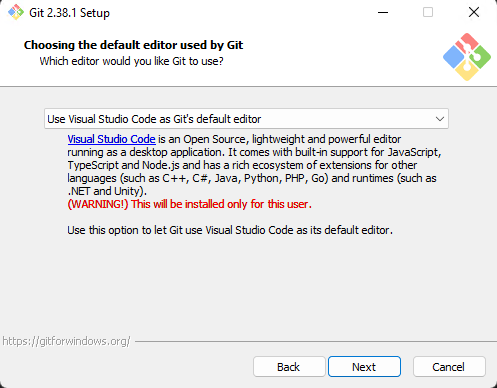 Git 2.38.1 Setup
Choosing the default editor used by Git
Which editor would you like Git to use?
Use Visual Studio Code as Git's default editor
Visual Studio Code is an Open Source, lightweight and powerful editor
running as a desktop application. It comes with built-in support for JavaScript,
TypeScript and Node.js and has a rich ecosystem of extensions for other
languages (such as C++, C#, Java, Python, PHP, Go) and runtimes (such as
.NET and Unity).
(WARNING!) This will be installed only for this user.
Use this option to let Git use Visual Studio Code as its default editor.
https://gitforwindows.org/
Back Next Cancel